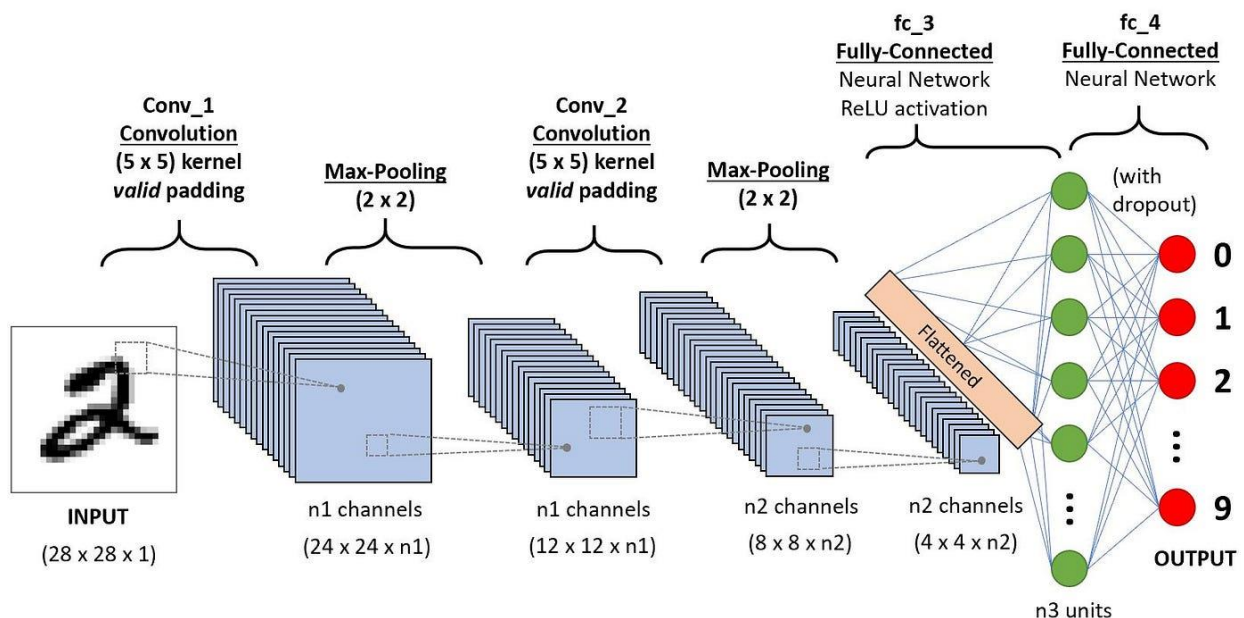 fc_3
Fully-Connected
Neural Network
ReLU activation
fc_4
Fully-Connected
Neural Network
Conv_1
Convolution
(5 x 5) kernel
valid padding
Max-Pooling
(2 x 2)
Conv_2
Convolution
(5 x 5) kernel
valid padding
Max-Pooling
(2 x 2)
(with
dropout)
Flattened
0
1
2
9
INPUT
(28 x 28 x 1)
n1 channels
(24 x 24 x n1)
n1 channels
(12 x 12 x n1)
n2 channels
(8 x 8 x n2)
n2 channels
(4 x 4 x n2)
OUTPUT
n3 units
2